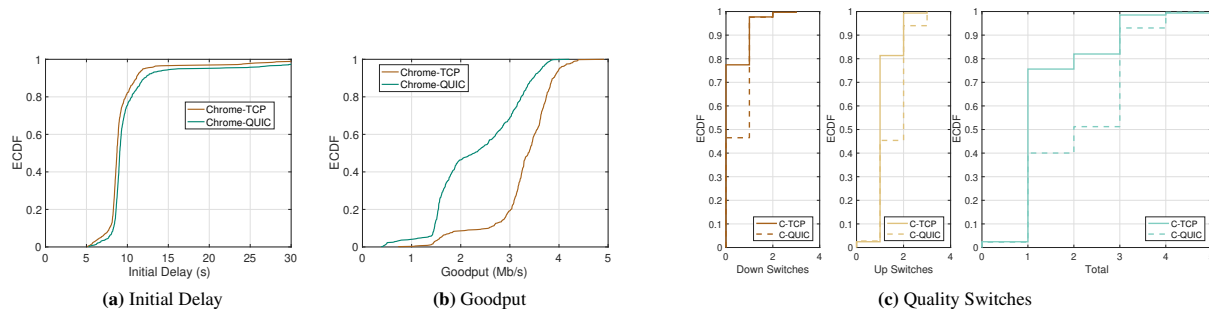 1
0.8
0.6
0.4
0.2
0
ECDF
Chrome-TCP
Chrome-QUIC
0 5 10 15 20 25 30
Initial Delay (s)
(a) Initial Delay
1
0.8
0.6
0.4
0.2
0
ECDF
Chrome-TCP
Chrome-QUIC
0 1 2 3 4 5
Goodput (Mb/s)
(b) Goodput
1
0.9
0.8
0.7
0.6
0.5
0.4
0.3
0.2
0.1
0
ECDF
C-TCP
C-QUIC
0 2 4
Down Switches
1
0.9
0.8
0.7
0.6
0.5
0.4
0.3
0.2
0.1
0
ECDF
C-TCP
C-QUIC
0 2 4
Up Switches
1
0.9
0.8
0.7
0.6
0.5
0.4
0.3
0.2
0.1
0
ECDF
C-TCP
C-QUIC
0 1 2 3 4 5
Total
(c) Quality Switches